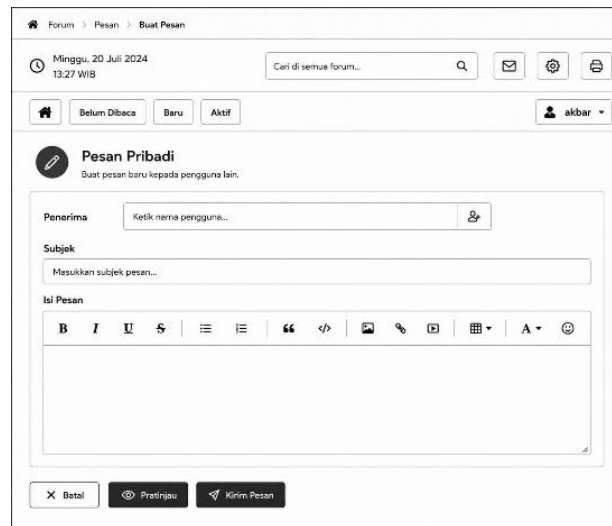 Forum > Pesan > Buat Pesan
Minggu, 20 Juli 2024
13:27 WIB
Cari di semua forum...
Belum Dibaca
Baru
Aktif
akbar
Pesan Pribadi
Buat pesan baru kepada pengguna lain.
Penerima
Ketik nama pengguna...
Subjek
Masukkan subjek pesan...
Isi Pesan
B I U S A
Batal
Pratinjau
Kirim Pesan